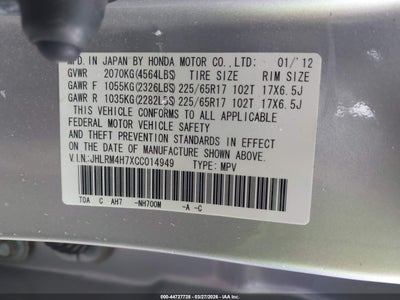 MFD. IN JAPAN BY HONDA MOTOR CO.,LTD. 01/'12
GVWR 2070KG(4564LBS) TIRE SIZE RIM SIZE
GAWR F 1055KG(2326LBS) 225/65R17 102T 17X6.5J
GAWR R 1035KG(2282LBS) 225/65R17 102T 17X6.5J
THIS VEHICLE CONFORMS TO ALL APPLICABLE
FEDERAL MOTOR VEHICLE SAFETY
AND THEFT PREVENTION STANDARDS IN EFFECT ON
THE DATE OF MANUFACTURE SHOWN ABOVE.
V.I.N.:JHLRM4H7XCC014949 TYPE: MPV
TOA C AH7 -NH700M -A -C
000-44727728 - 03/27/2026 - IAAI.COM